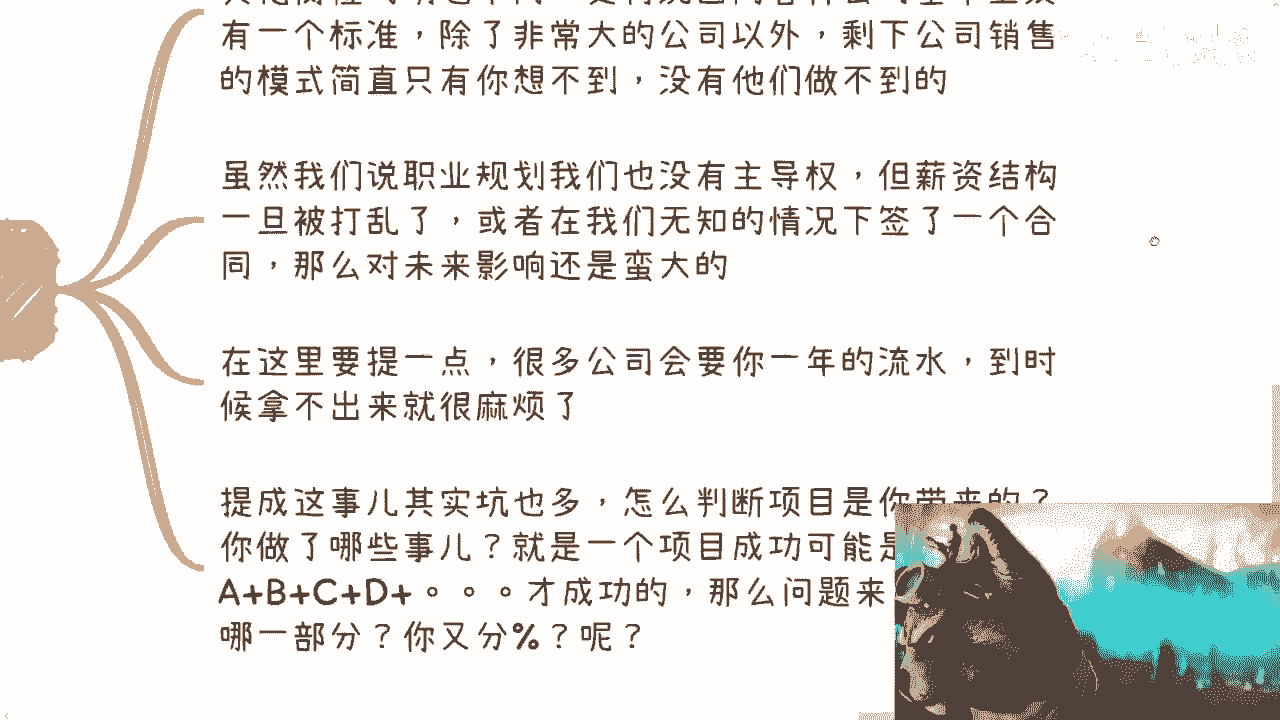 有一个标准，除了非常大的公司以外，剩下公司销售
的模式简直只有你想不到，没有他们做不到的
虽然我们说职业规划我们也没有主导权，但薪资结构
一旦被打乱了，或者在我们无知的情况下签了一个合
同，那么对未来影响还是蛮大的
在这里要提一点，很多公司会要你一年的流水，到时
候拿不出来就很麻烦了
提成这事儿其实坑也多，怎么判断项目是你带来的？
你做了哪些事儿？就是一个项目成功可能是
A+B+C+D+。。。才成功的，那么问题来
哪一部分？你又分%？呢？